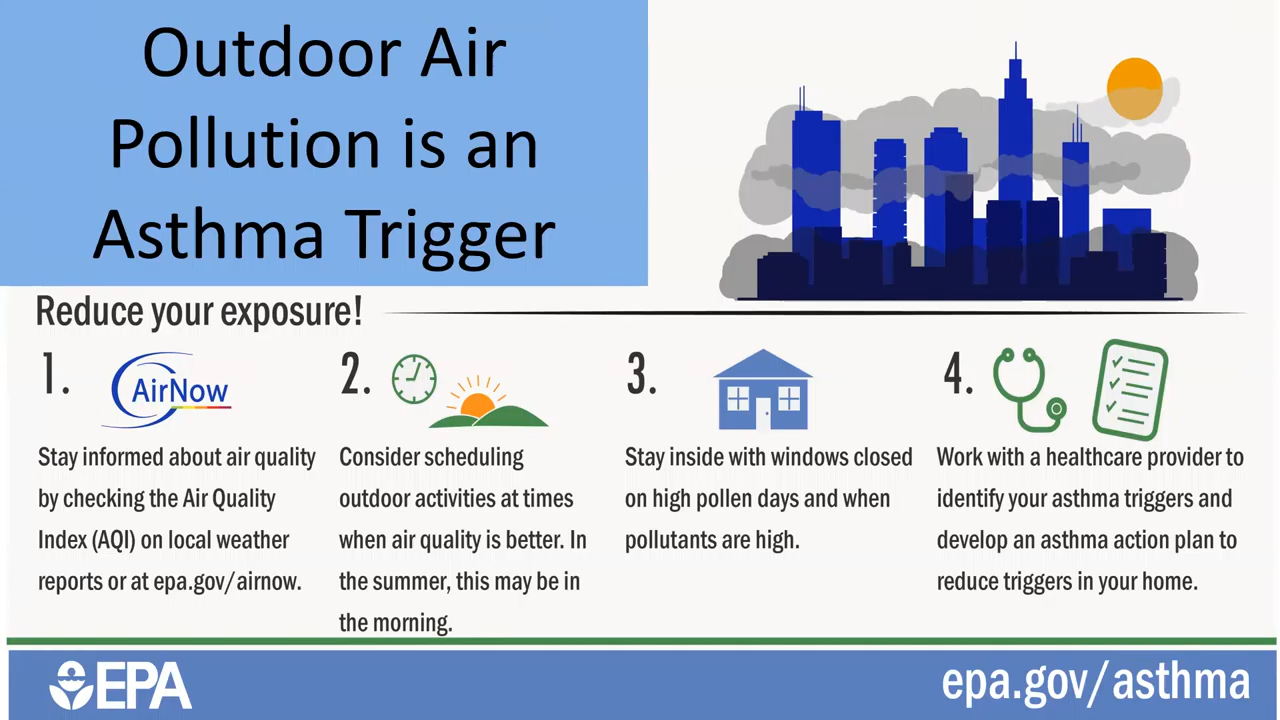 Outdoor Air
Pollution is an
Asthma Trigger
Reduce your exposure!
1.
AirNow
Stay informed about air quality
by checking the Air Quality
Index (AQI) on local weather
reports or at epa.gov/airnow.
2.
Consider scheduling
outdoor activities at times
when air quality is better. In
the summer, this may be in
the morning.
3.
Stay inside with windows closed
on high pollen days and when
pollutants are high.
4.
Work with a healthcare provider to
identify your asthma triggers and
develop an asthma action plan to
reduce triggers in your home.
EPA
epa.gov/asthma